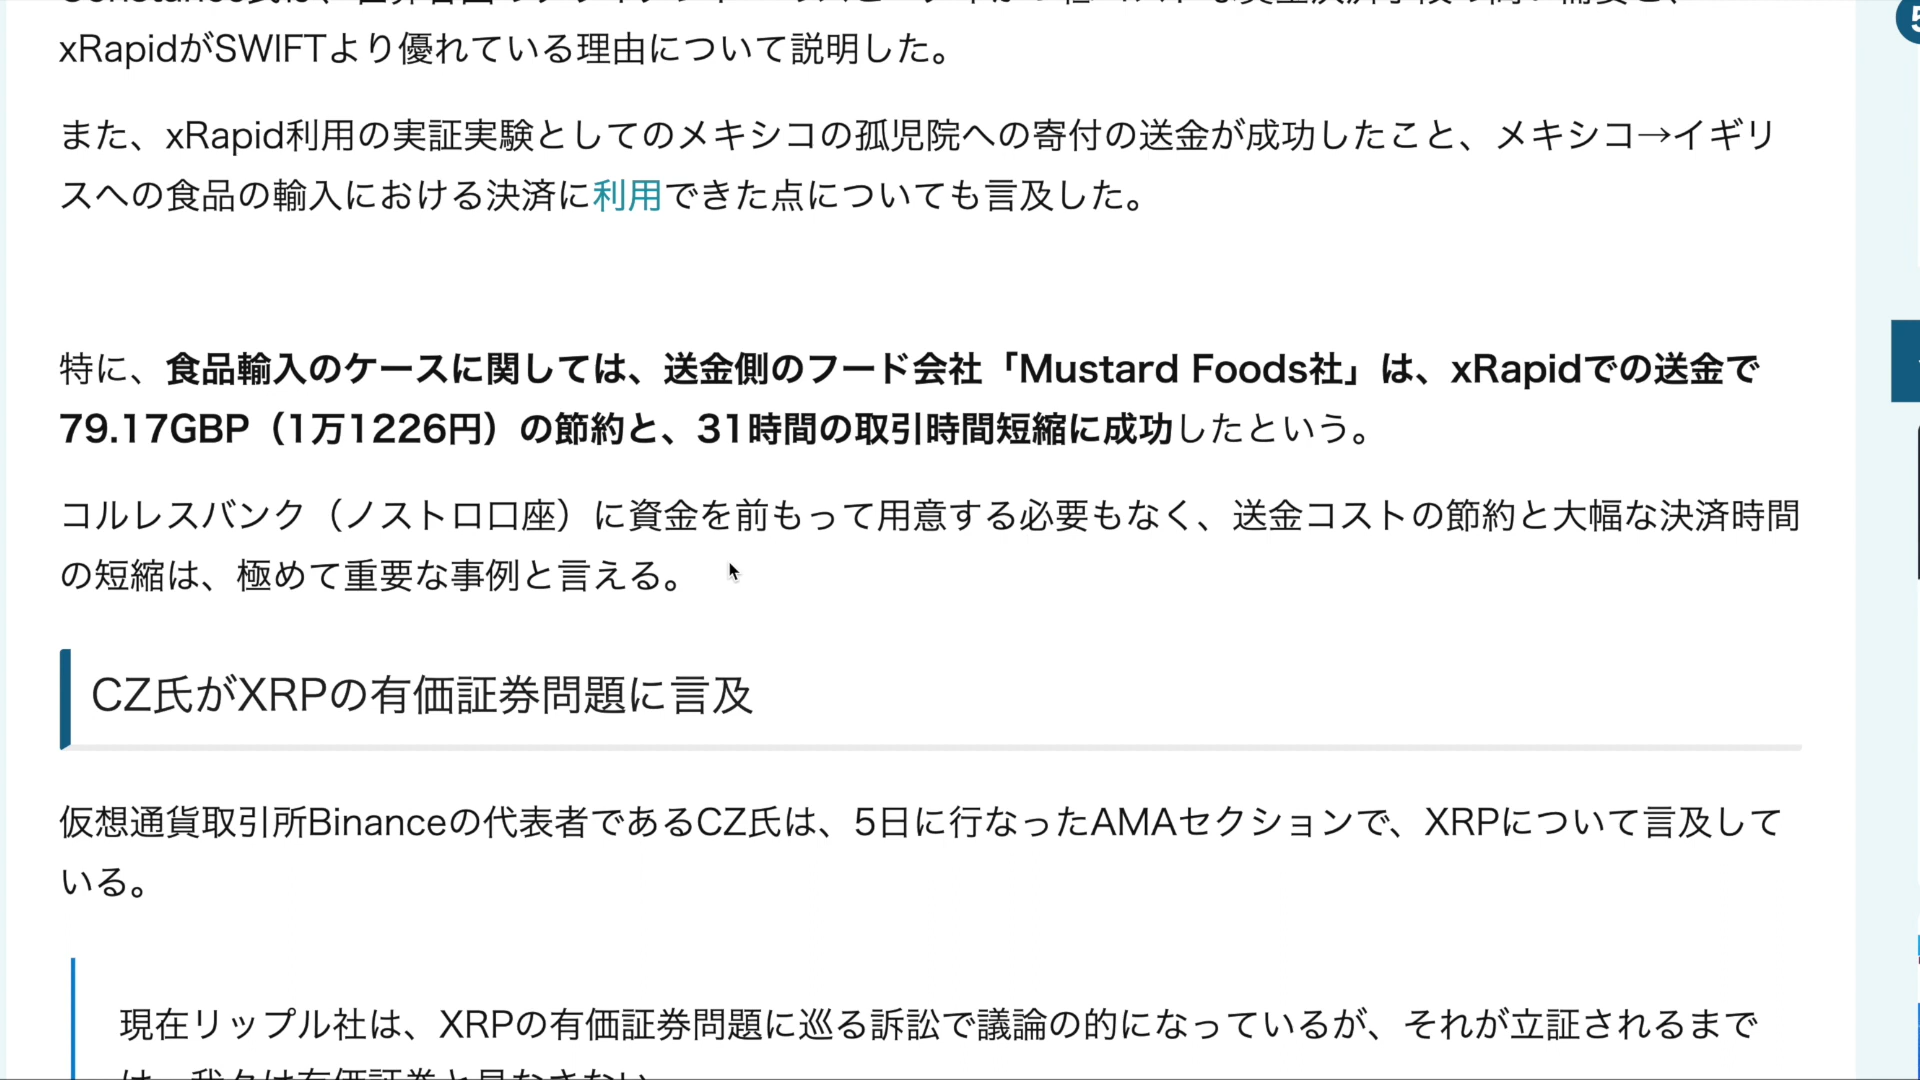 xRapidがSWIFTより優れている理由について説明した。
また、xRapid利用の実証実験としてのメキシコの孤児院への寄付の送金が成功したこと、メキシコ→イギリ
スへの食品の輸入における決済に利用できた点についても言及した。
特に、食品輸入のケースに関しては、送金側のフード会社「Mustard Foods社」は、xRapidでの送金で
79.17GBP（1万1226円）の節約と、31時間の取引時間短縮に成功したという。
コルレスバンク（ノストロ口座）に資金を前もって用意する必要もなく、送金コストの節約と大幅な決済時間
の短縮は、極めて重要な事例と言える。
CZ氏がXRPの有価証券問題に言及
仮想通貨取引所Binanceの代表者であるCZ氏は、5日に行なったAMAセクションで、XRPについて言及して
いる。
現在リップル社は、XRPの有価証券問題に巡る訴訟で議論の的になっているが、それが立証されるまで
は、我々は有価証券と見なさない